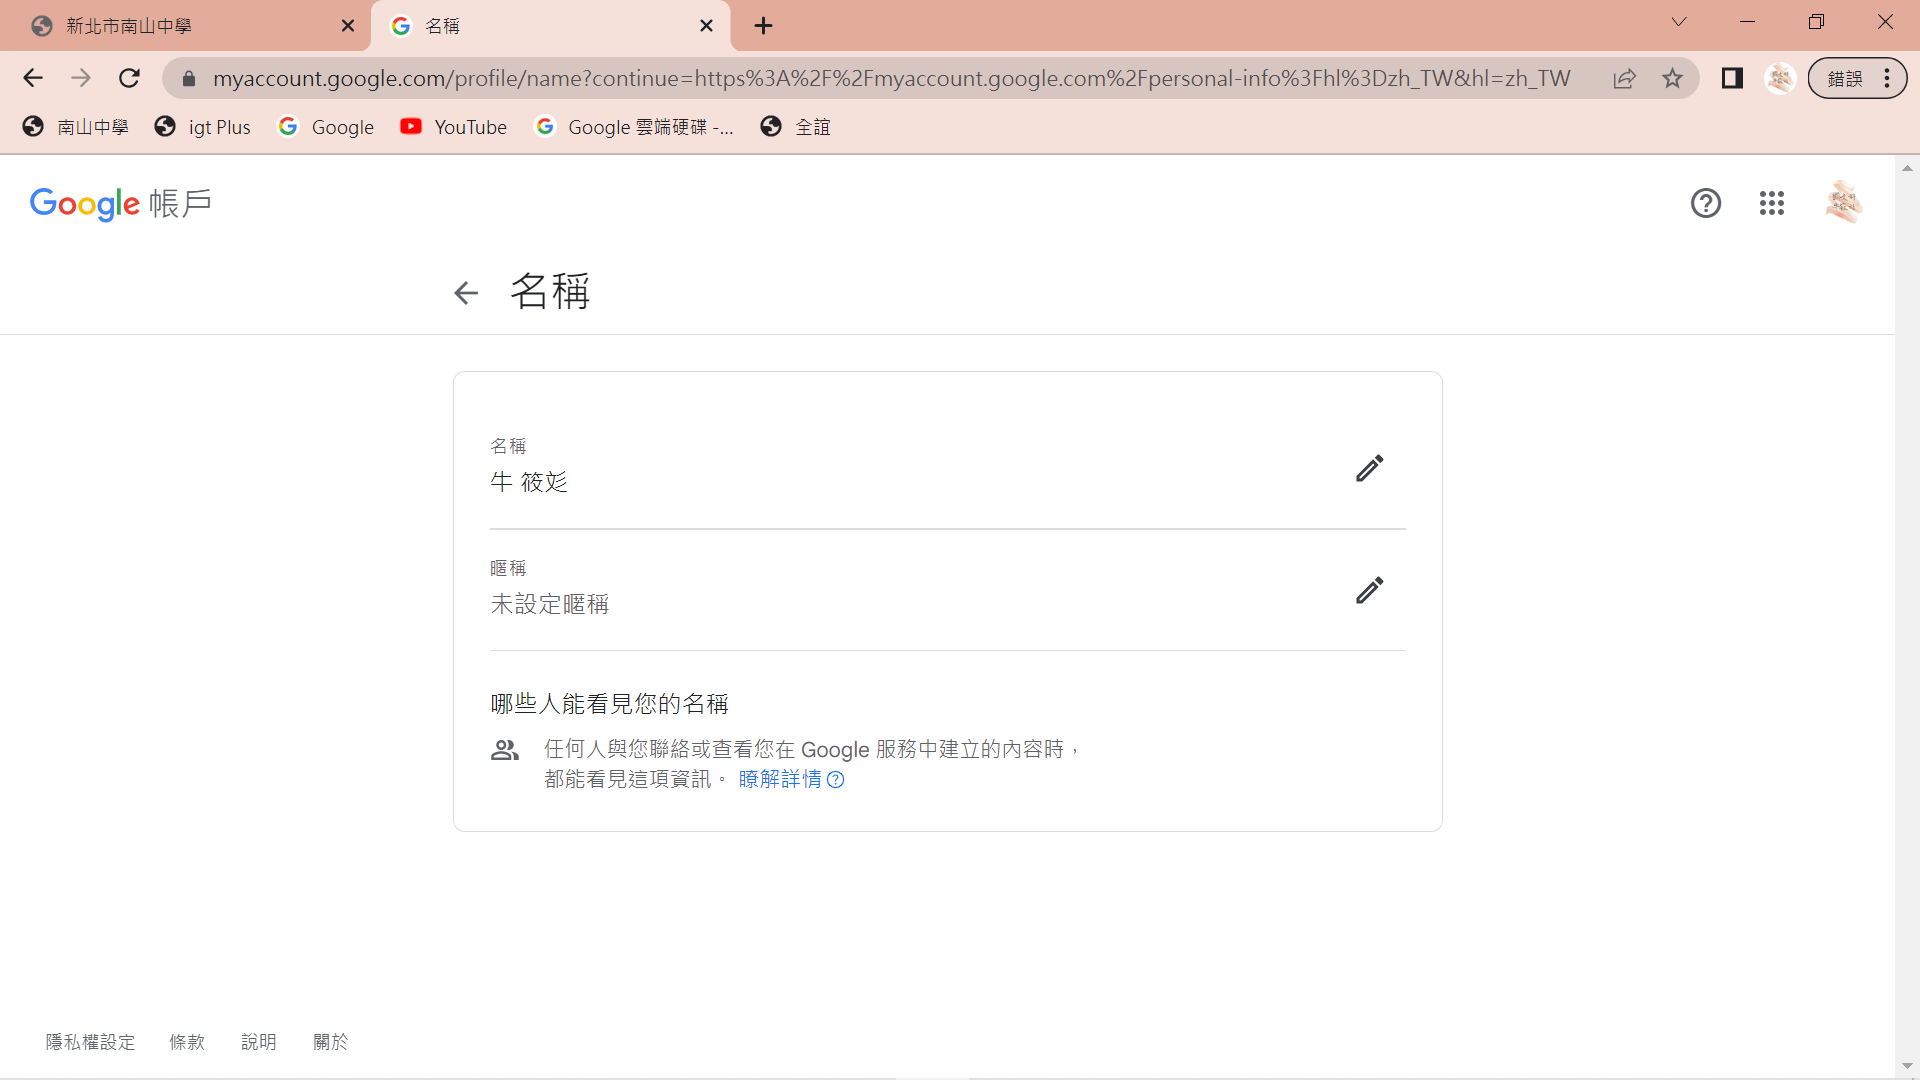 新北市南山中學
名稱
myaccount.google.com/profile/name?continue=https%3A%2F%2Fmyaccount.google.com%2Fpersonal-info%3Fhl%3Dzh_TW&hl=zh_TW
錯誤
南山中學
igt Plus
Google
YouTube
Google 雲端硬碟 -...
全誼
Google 帳戶
名稱
名稱
牛 筱彣
暱稱
未設定暱稱
哪些人能看見您的名稱
任何人與您聯絡或查看您在 Google 服務中建立的內容時，
都能看見這項資訊。 瞭解詳情
隱私權設定
條款
說明
關於